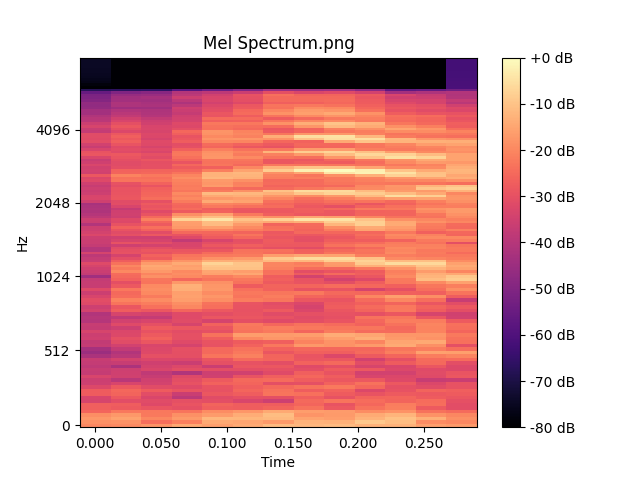 Mel Spectrum.png
+0 dB
4096
-10 dB
-20 dB
2048
-30 dB
Hz
-40 dB
1024
-50 dB
-60 dB
512
-70 dB
0
-80 dB
0.000 0.050 0.100 0.150 0.200 0.250
Time